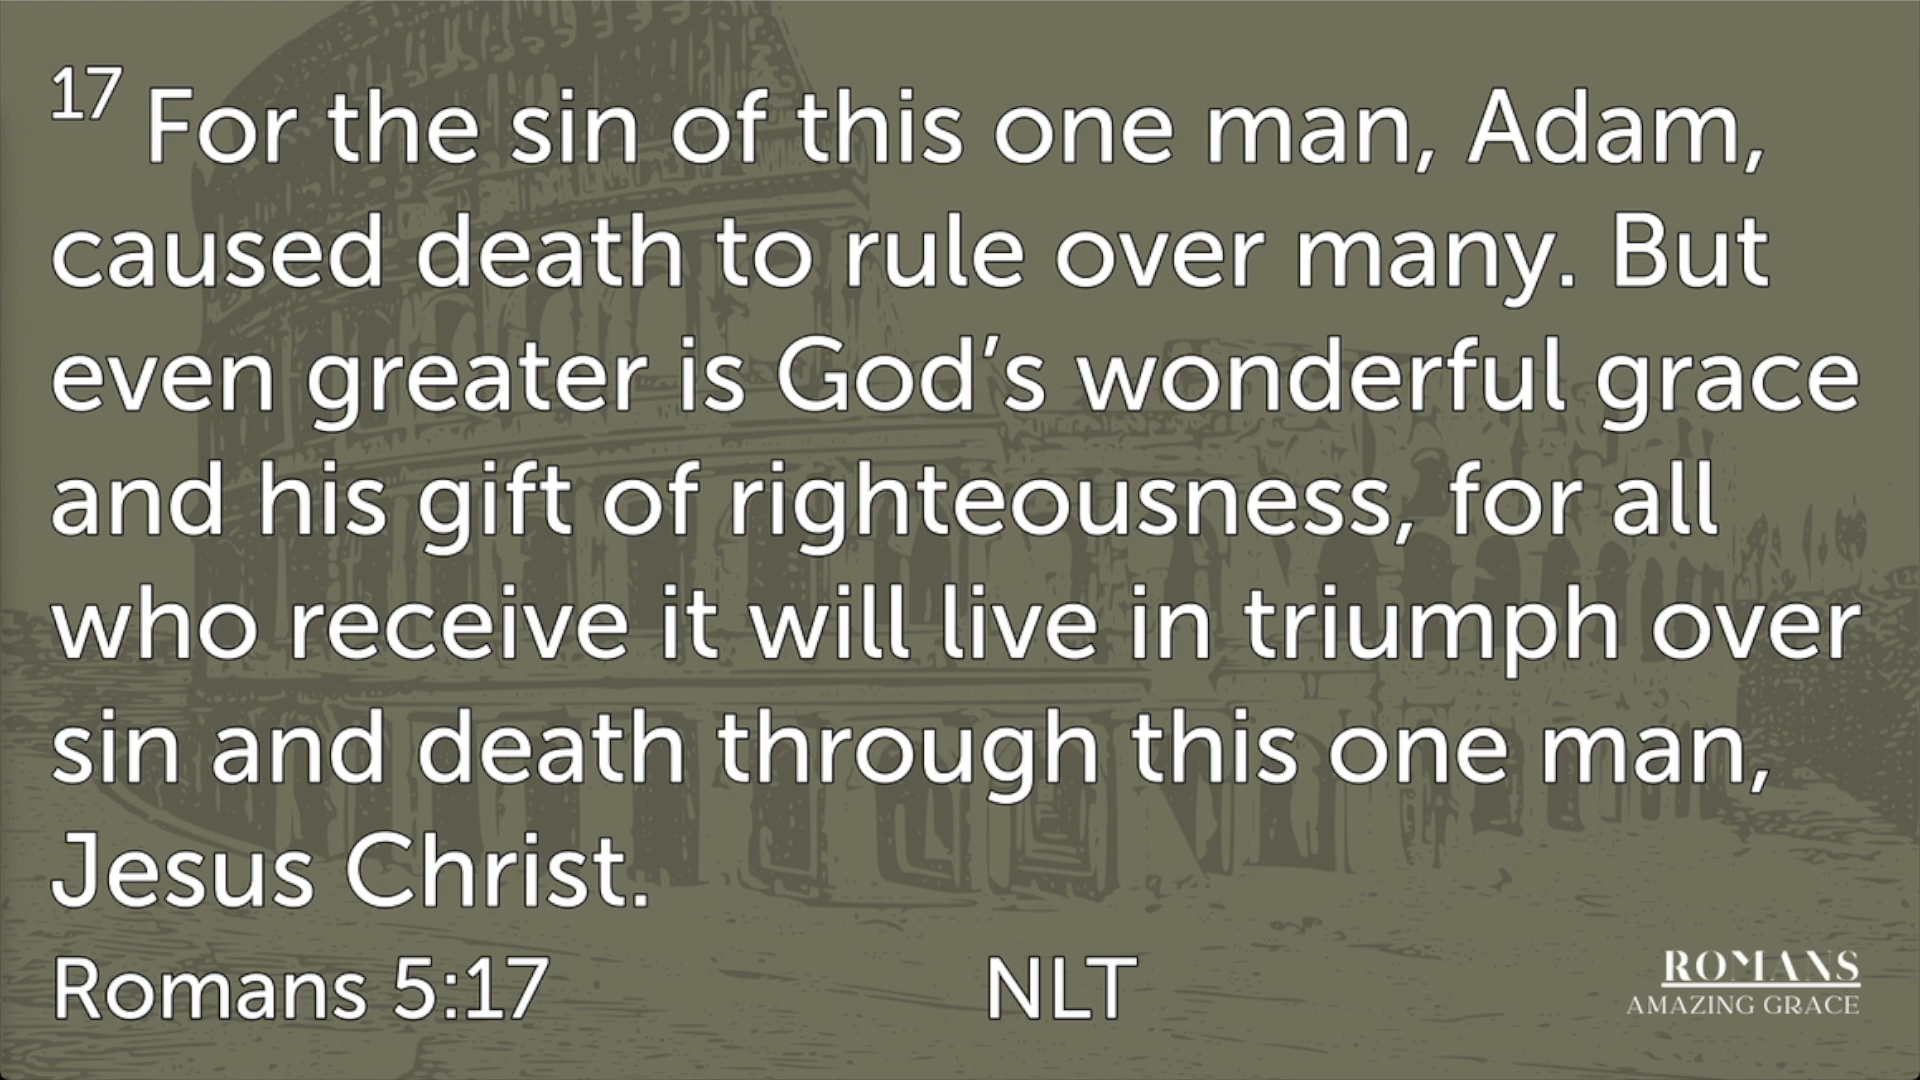 17 For the sin of this one man, Adam,
caused death to rule over many. But
even greater is God’s wonderful grace
and his gift of righteousness, for all
who receive it will live in triumph over
sin and death through this one man,
Jesus Christ.
Romans 5:17 NLT
ROMANS
AMAZING GRACE